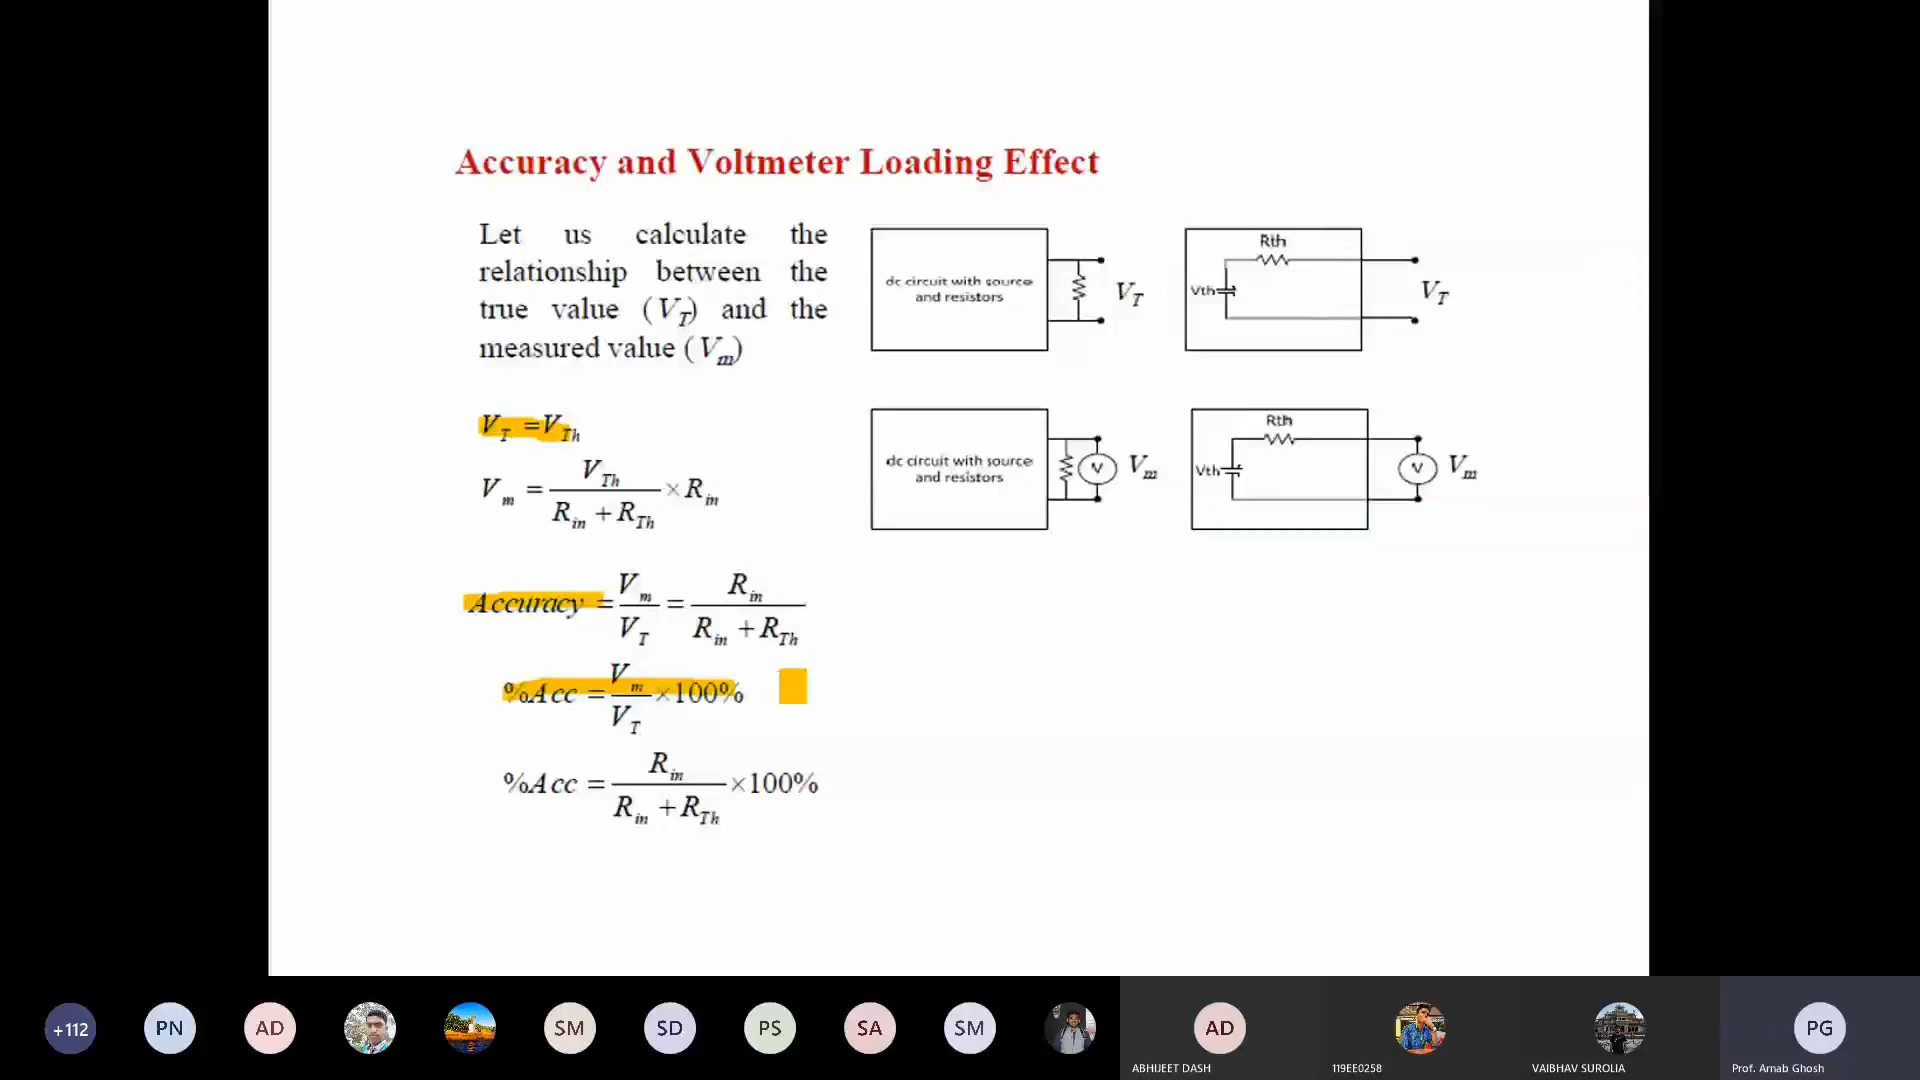 Accuracy and Voltmeter Loading Effect
Let us calculate the
relationship between the
true value (V_T) and the
measured value (V_m)
V_T = V_Th
V_m = V_Th / (R_in + R_Th) × R_in
Accuracy = V_m / V_T = R_in / (R_in + R_Th)
%Acc = V_m / V_T ×100%
%Acc = R_in / (R_in + R_Th) ×100%
dc circuit with source
and resistors
V_T
Rth
Vth
V_T
dc circuit with source
and resistors
V
V_m
Rth
Vth
V
V_m
+112
PN
AD
SM
SD
PS
SA
SM
AD
PG
ABHIJEET DASH
119EE0258
VAIBHAV SUROLIA
Prof. Arnab Ghosh